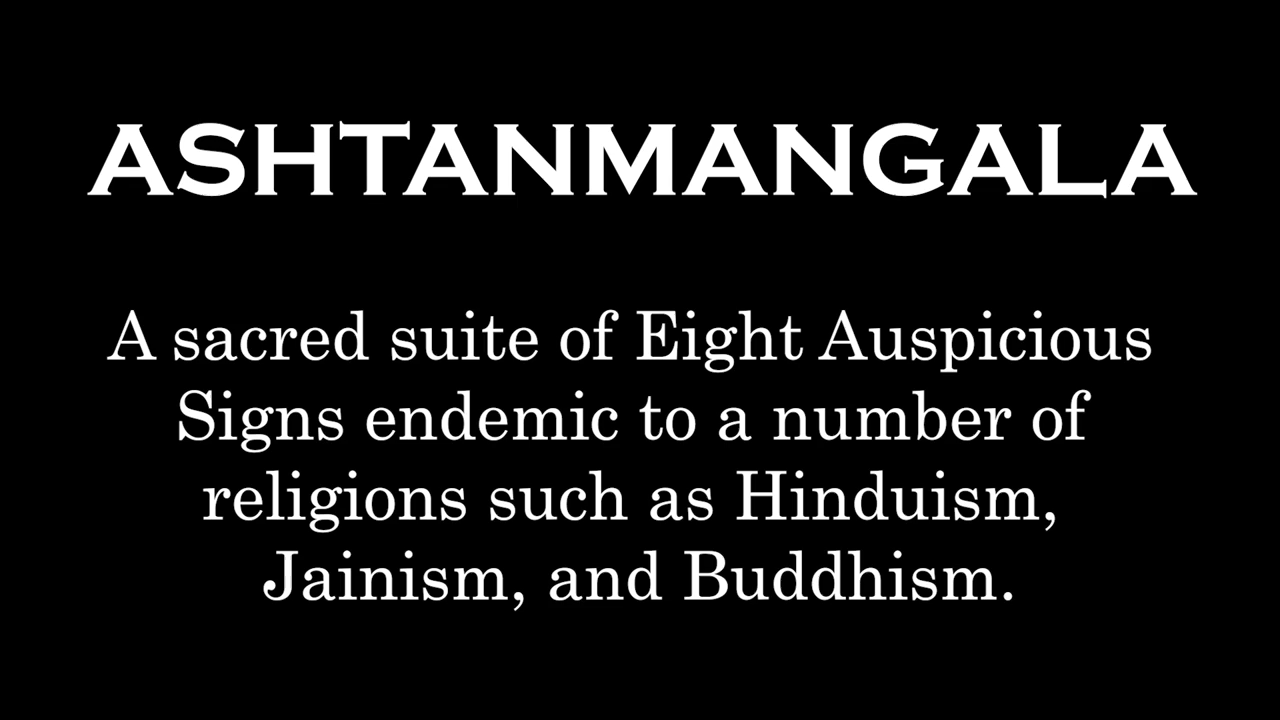 ASHTANMANGALA
A sacred suite of Eight Auspicious
Signs endemic to a number of
religions such as Hinduism,
Jainism, and Buddhism.